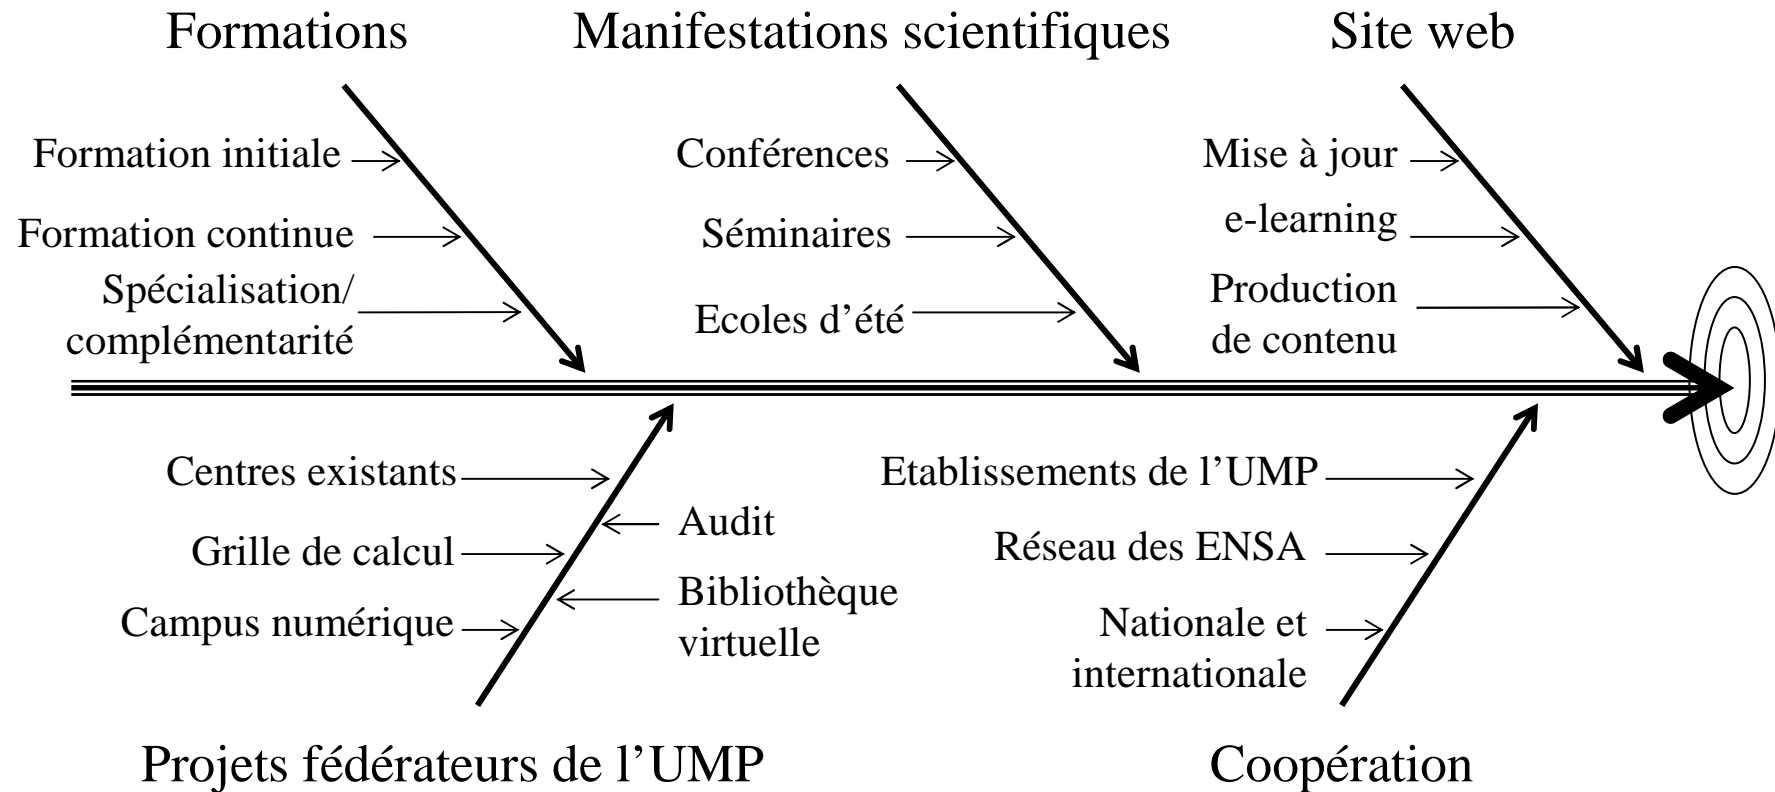 Formations
Manifestations scientifiques
Site web
Formation initiale
Formation continue
Spécialisation/
complémentarité
Conférences
Séminaires
Ecoles d’été
Mise à jour
e-learning
Production
de contenu
Centres existants
Grille de calcul
Campus numérique
Audit
Bibliothèque
virtuelle
Etablissements de l’UMP
Réseau des ENSA
Nationale et
internationale
Projets fédérateurs de l’UMP
Coopération